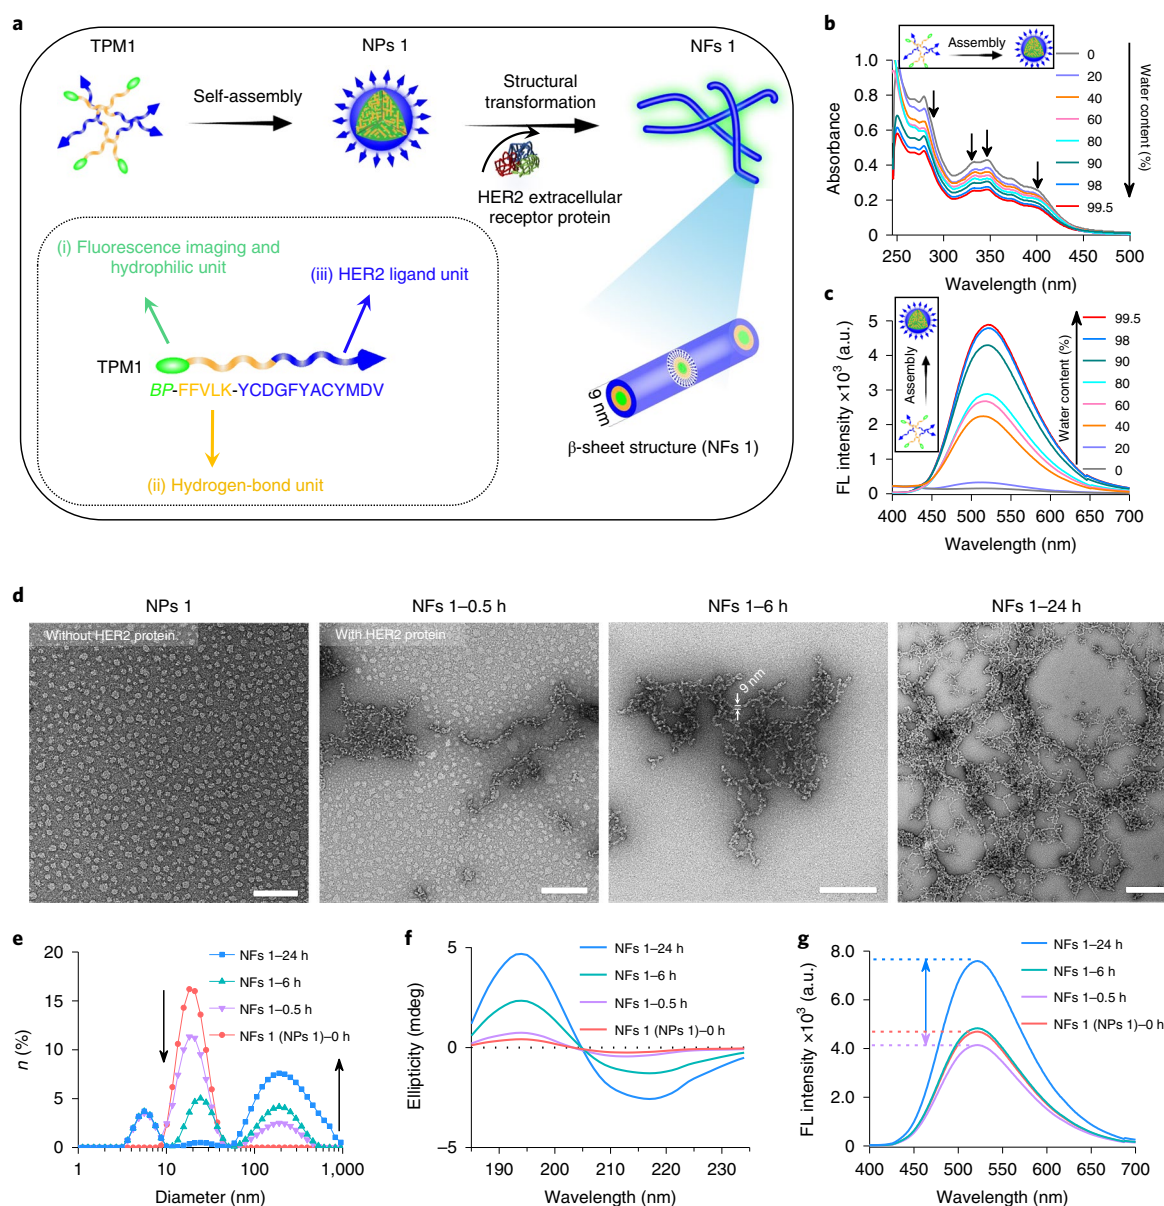 a
TPM1
NPs 1
NFs 1
Self-assembly
Structural
transformation
HER2 extracellular
receptor protein
(i) Fluorescence imaging and
hydrophilic unit
(iii) HER2 ligand unit
TPM1
BP-FFVLK-YCDGFYACYMDV
(ii) Hydrogen-bond unit
9 nm
β-sheet structure (NFs 1)
b
Assembly
1.0
0.8
0.6
0.4
0.2
0
Absorbance
250 300 350 400 450 500
Wavelength (nm)
0
20
40
60
80
90
98
99.5
Water content (%)
c
Assembly
5
4
3
2
1
0
FL intensity ×10³ (a.u.)
400 450 500 550 600 650 700
Wavelength (nm)
Water content (%)
99.5
98
90
80
60
40
20
0
d
NPs 1
NFs 1–0.5 h
NFs 1–6 h
NFs 1–24 h
Without HER2 protein
With HER2 protein
9 nm
e
20
15
10
5
0
n (%)
1 10 100 1,000
Diameter (nm)
NFs 1–24 h
NFs 1–6 h
NFs 1–0.5 h
NFs 1 (NPs 1)–0 h
f
5
0
–5
Ellipticity (mdeg)
190 200 210 220 230
Wavelength (nm)
NFs 1–24 h
NFs 1–6 h
NFs 1–0.5 h
NFs 1 (NPs 1)–0 h
g
8.0
6.0
4.0
2.0
0
FL intensity ×10³ (a.u.)
400 450 500 550 600 650 700
Wavelength (nm)
NFs 1–24 h
NFs 1–6 h
NFs 1–0.5 h
NFs 1 (NPs 1)–0 h